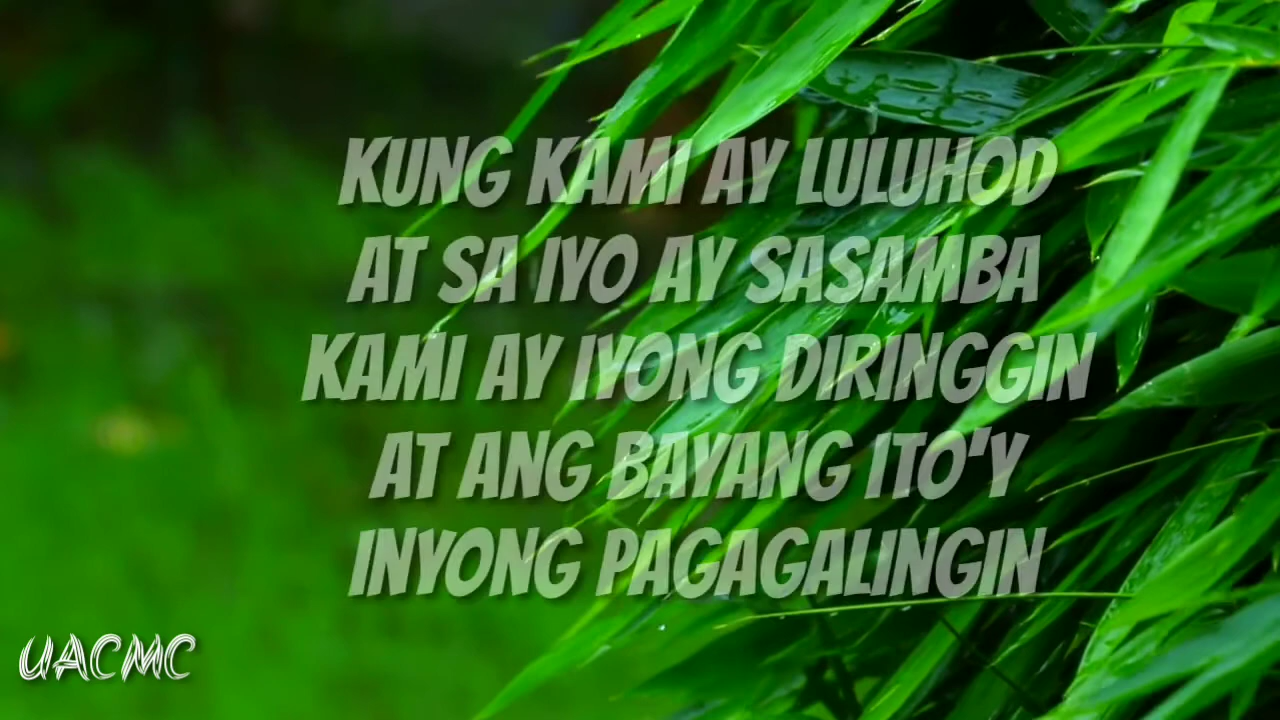 KUNG KAMI AY LULUHOD
AT SA IYO AY SASAMBA
KAMI AY IYONG DIRINGGIN
AT ANG BAYANG ITO'Y
INYONG PAGAGALINGIN
UACMC